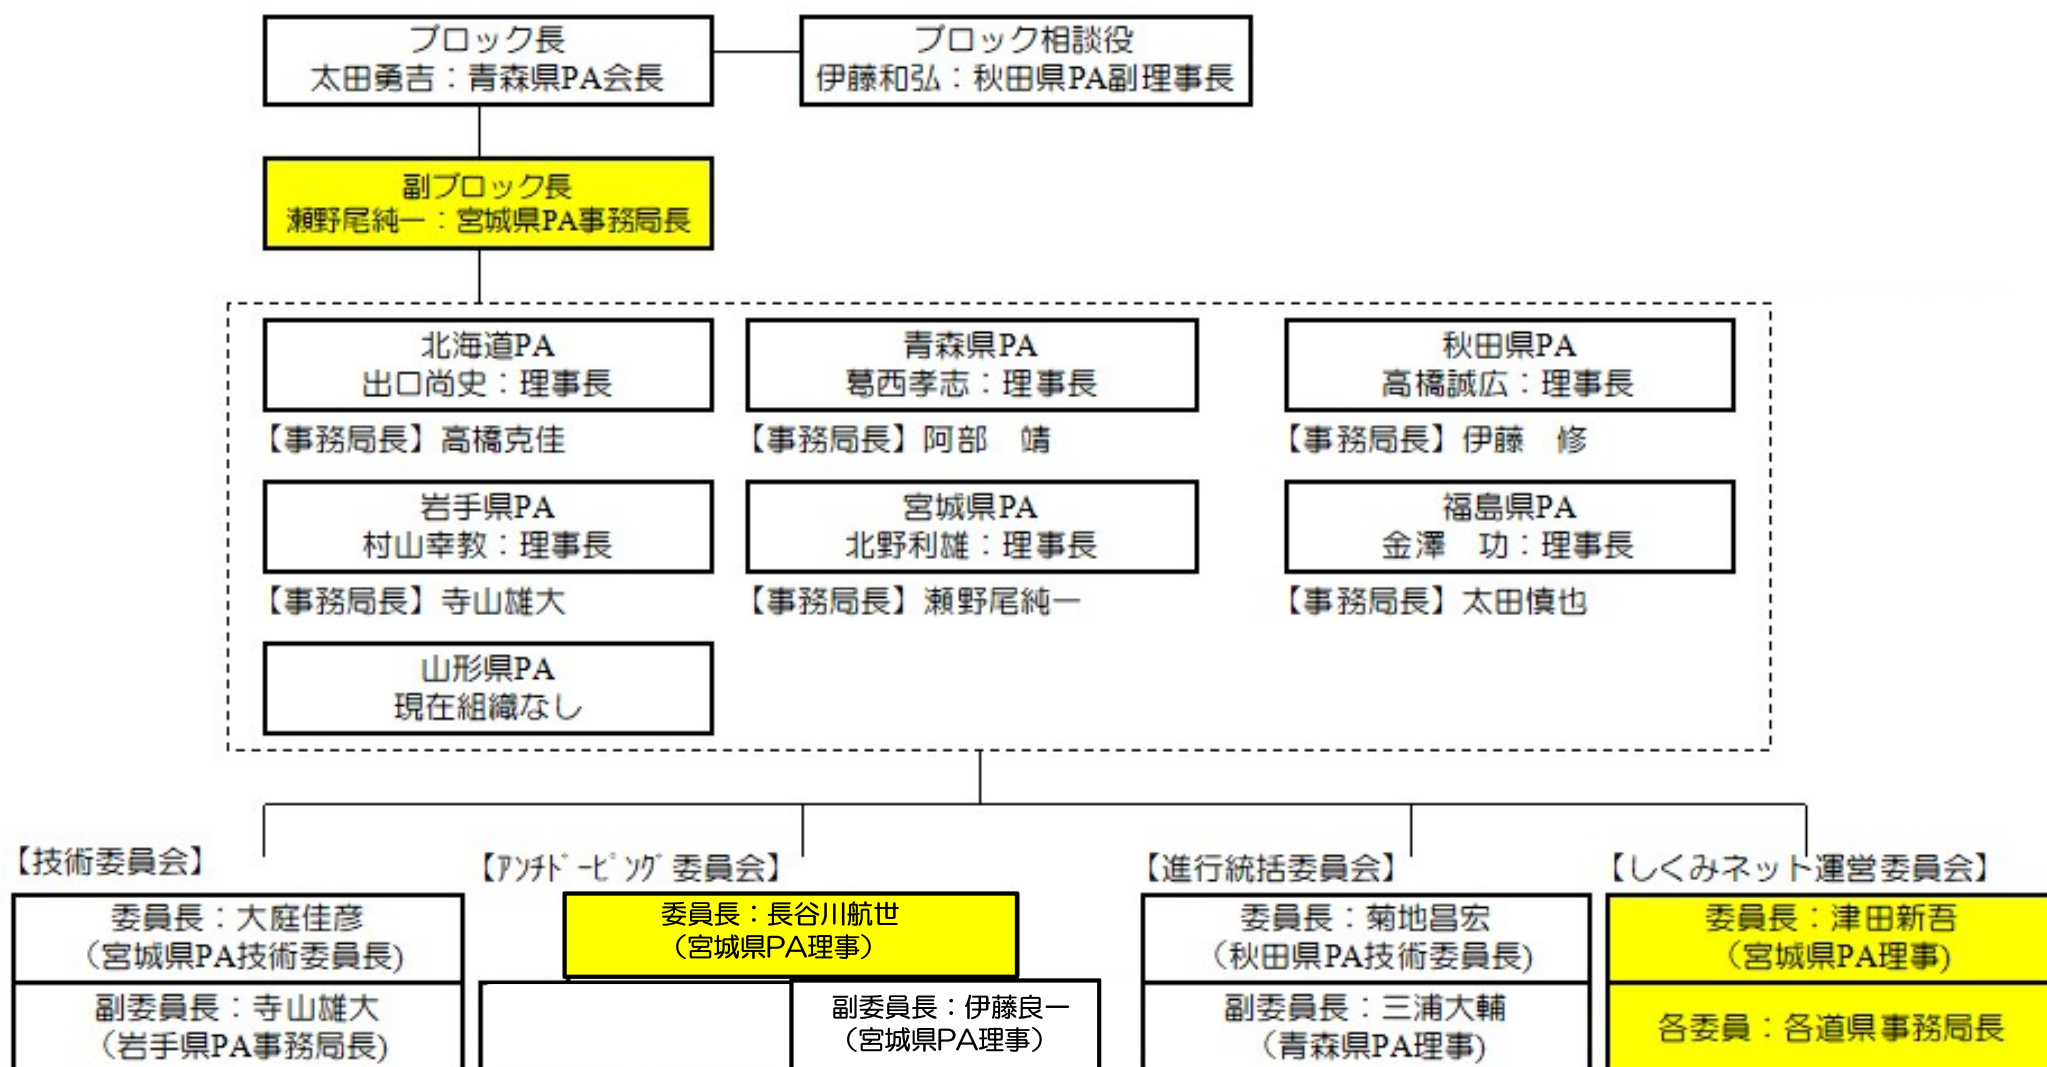 ブロック長
太田勇吉：青森県PA会長
ブロック相談役
伊藤和弘：秋田県PA副理事長
副ブロック長
瀬野尾純一：宮城県PA事務局長
北海道PA
出口尚史：理事長
【事務局長】高橋克佳
青森県PA
葛西孝志：理事長
【事務局長】阿部　靖
秋田県PA
高橋誠広：理事長
【事務局長】伊藤　修
岩手県PA
村山幸教：理事長
【事務局長】寺山雄大
宮城県PA
北野利雄：理事長
【事務局長】瀬野尾純一
福島県PA
金澤　功：理事長
【事務局長】太田慎也
山形県PA
現在組織なし
【技術委員会】
委員長：大庭佳彦
（宮城県PA技術委員長)
副委員長：寺山雄大
（岩手県PA事務局長)
【ｱﾝﾁﾄﾞｰﾋﾟﾝｸﾞ委員会】
委員長：長谷川航世
（宮城県PA理事）
副委員長：伊藤良一
（宮城県PA理事）
【進行統括委員会】
委員長：菊地昌宏
（秋田県PA技術委員長)
副委員長：三浦大輔
（青森県PA理事)
【しくみネット運営委員会】
委員長：津田新吾
（宮城県PA理事)
各委員：各道県事務局長